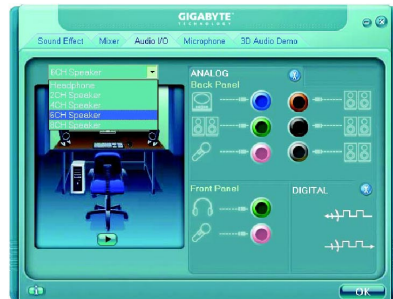 GIGABYTE
TECHNOLOGY
Sound Effect Mixer Audio I/O Microphone 3D Audio Demo
6CH Speaker
Headphone
2CH Speaker
4CH Speaker
6CH Speaker
8CH Speaker
ANALOG
Back Panel
Front Panel
DIGITAL
OK